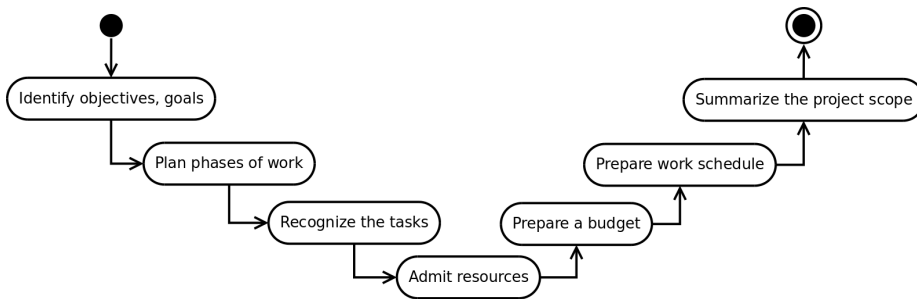 Identify objectives, goals
Plan phases of work
Recognize the tasks
Admit resources
Prepare a budget
Prepare work schedule
Summarize the project scope